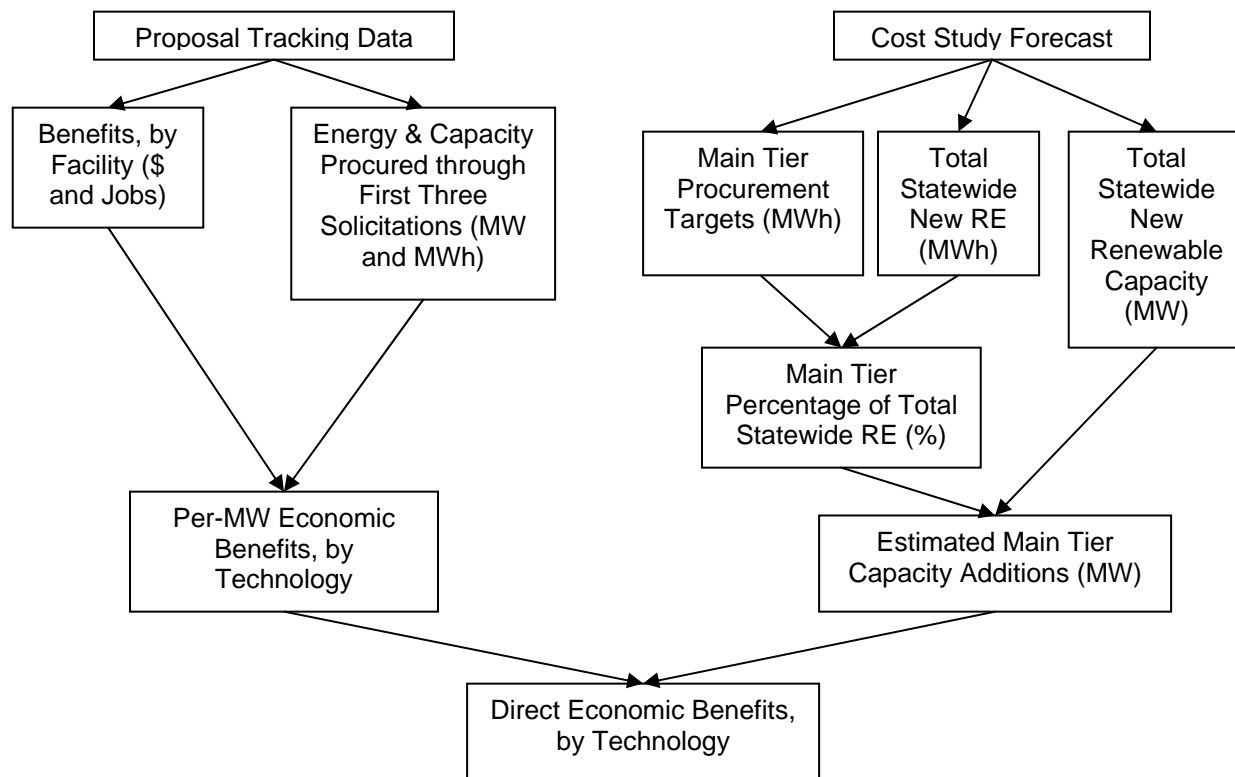 Proposal Tracking Data
Cost Study Forecast
Benefits, by
Facility ($
and Jobs)
Energy & Capacity
Procured through
First Three
Solicitations (MW
and MWh)
Main Tier
Procurement
Targets (MWh)
Total
Statewide
New RE
(MWh)
Total
Statewide
New
Renewable
Capacity
(MW)
Main Tier
Percentage of Total
Statewide RE (%)
Per-MW Economic
Benefits, by
Technology
Estimated Main Tier
Capacity Additions (MW)
Direct Economic Benefits,
by Technology